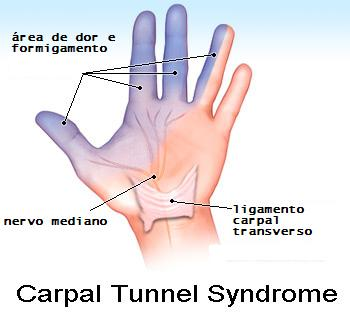 área de dor e
formigamento
nervo mediano
ligamento
carpal
transverso
Carpal Tunnel Syndrome